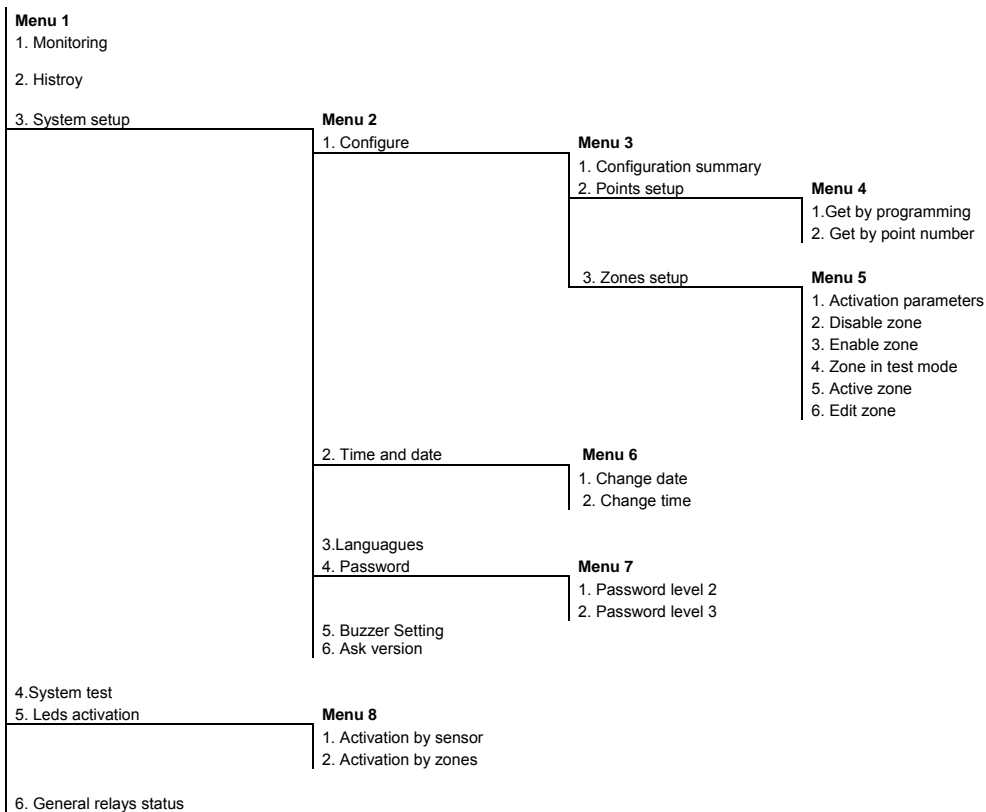 Menu 1
1. Monitoring
2. Histroy
3. System setup
Menu 2
1. Configure
Menu 3
1. Configuration summary
2. Points setup
Menu 4
1.Get by programming
2. Get by point number
3. Zones setup
Menu 5
1. Activation parameters
2. Disable zone
3. Enable zone
4. Zone in test mode
5. Active zone
6. Edit zone
2. Time and date
Menu 6
1. Change date
2. Change time
3.Languagues
4. Password
Menu 7
1. Password level 2
2. Password level 3
5. Buzzer Setting
6. Ask version
4.System test
5. Leds activation
Menu 8
1. Activation by sensor
2. Activation by zones
6. General relays status